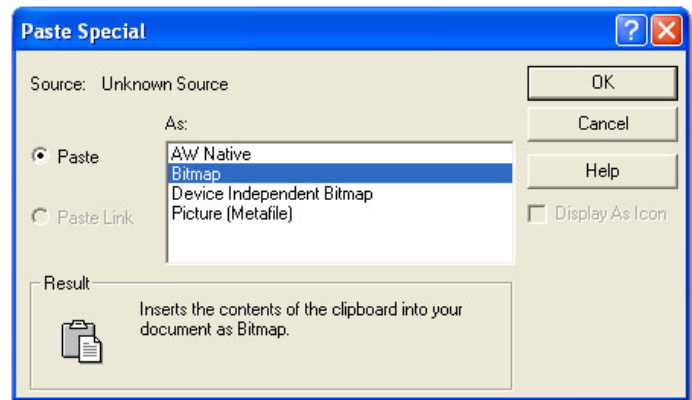 Paste Special
Source: Unknown Source
OK
As:
Cancel
Paste
AW Native
Bitmap
Help
Device Independent Bitmap
Paste Link
Picture (Metafile)
Display As Icon
Result
Inserts the contents of the clipboard into your
document as Bitmap.